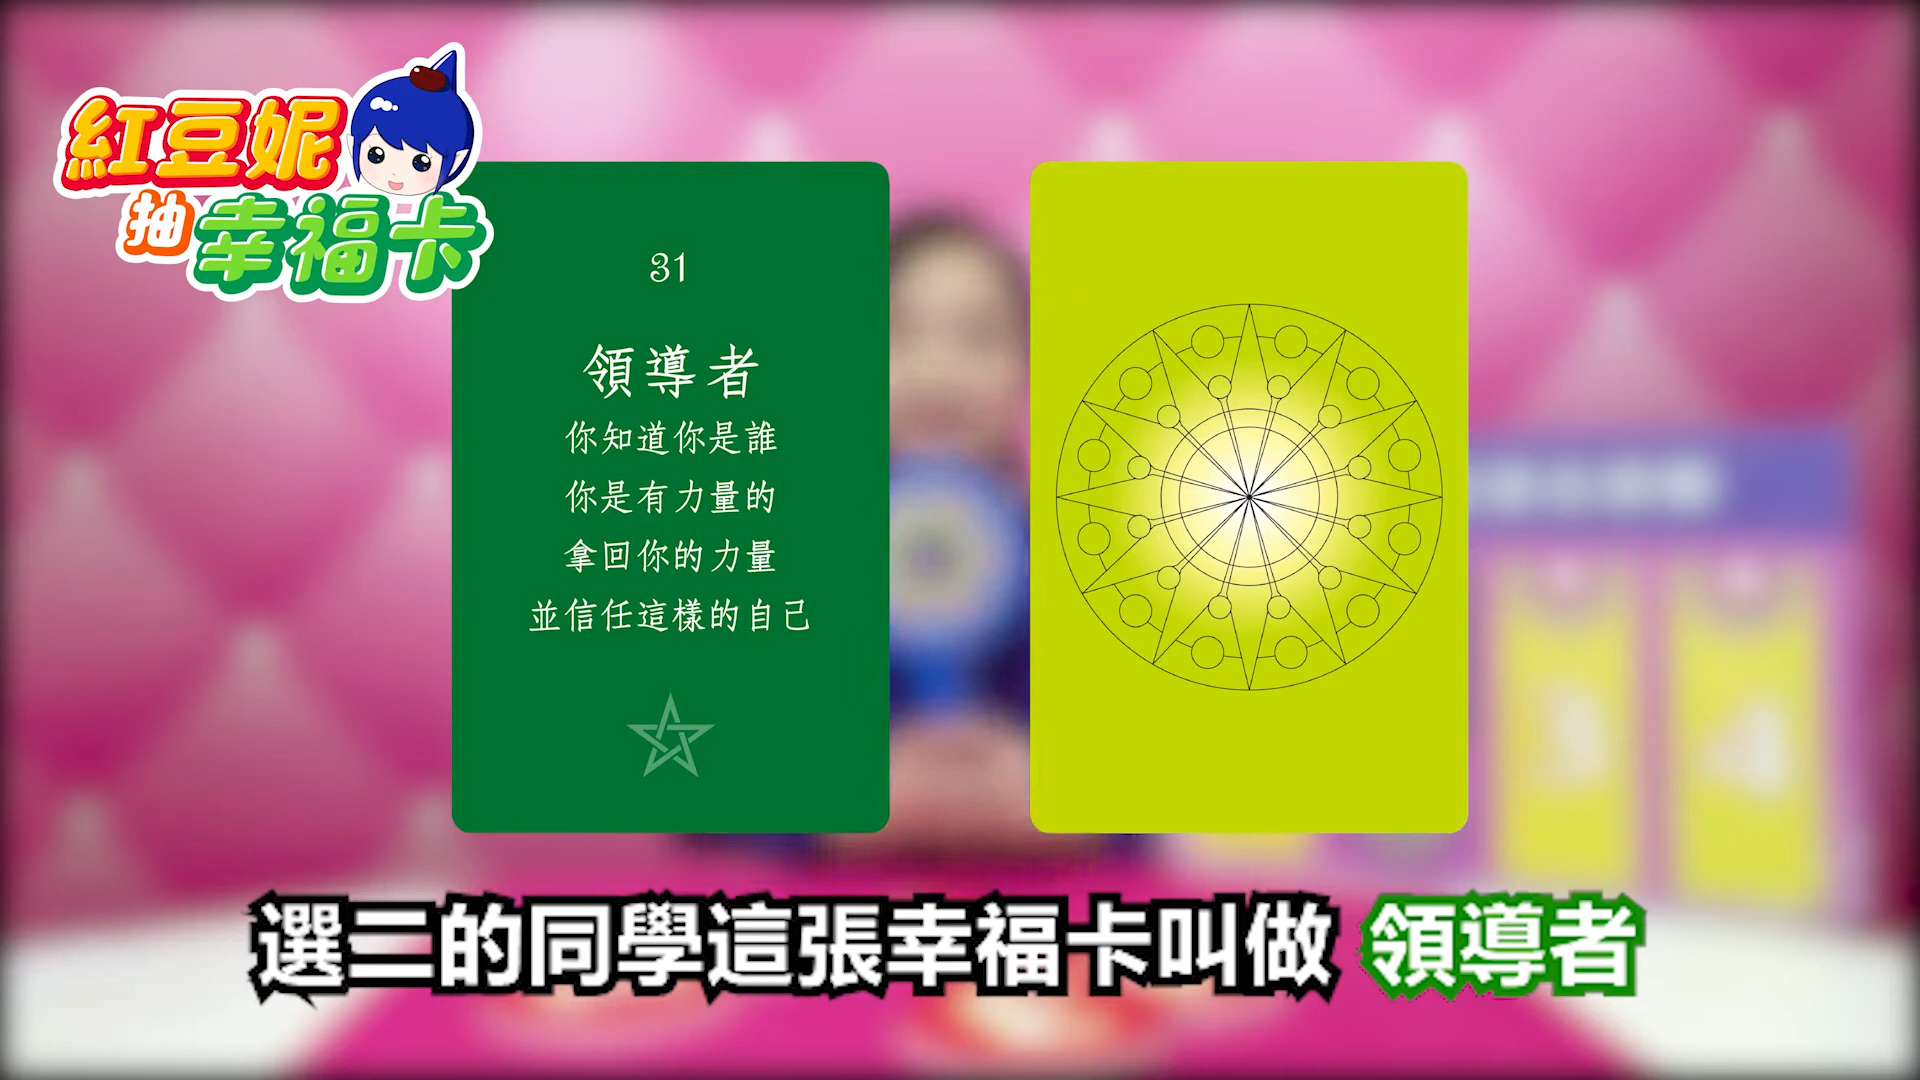 紅豆妮
抽幸福卡
31
領導者
你知道你是誰
你是有力量的
拿回你的力量
並信任這樣的自己
選二的同學這張幸福卡叫做 領導者